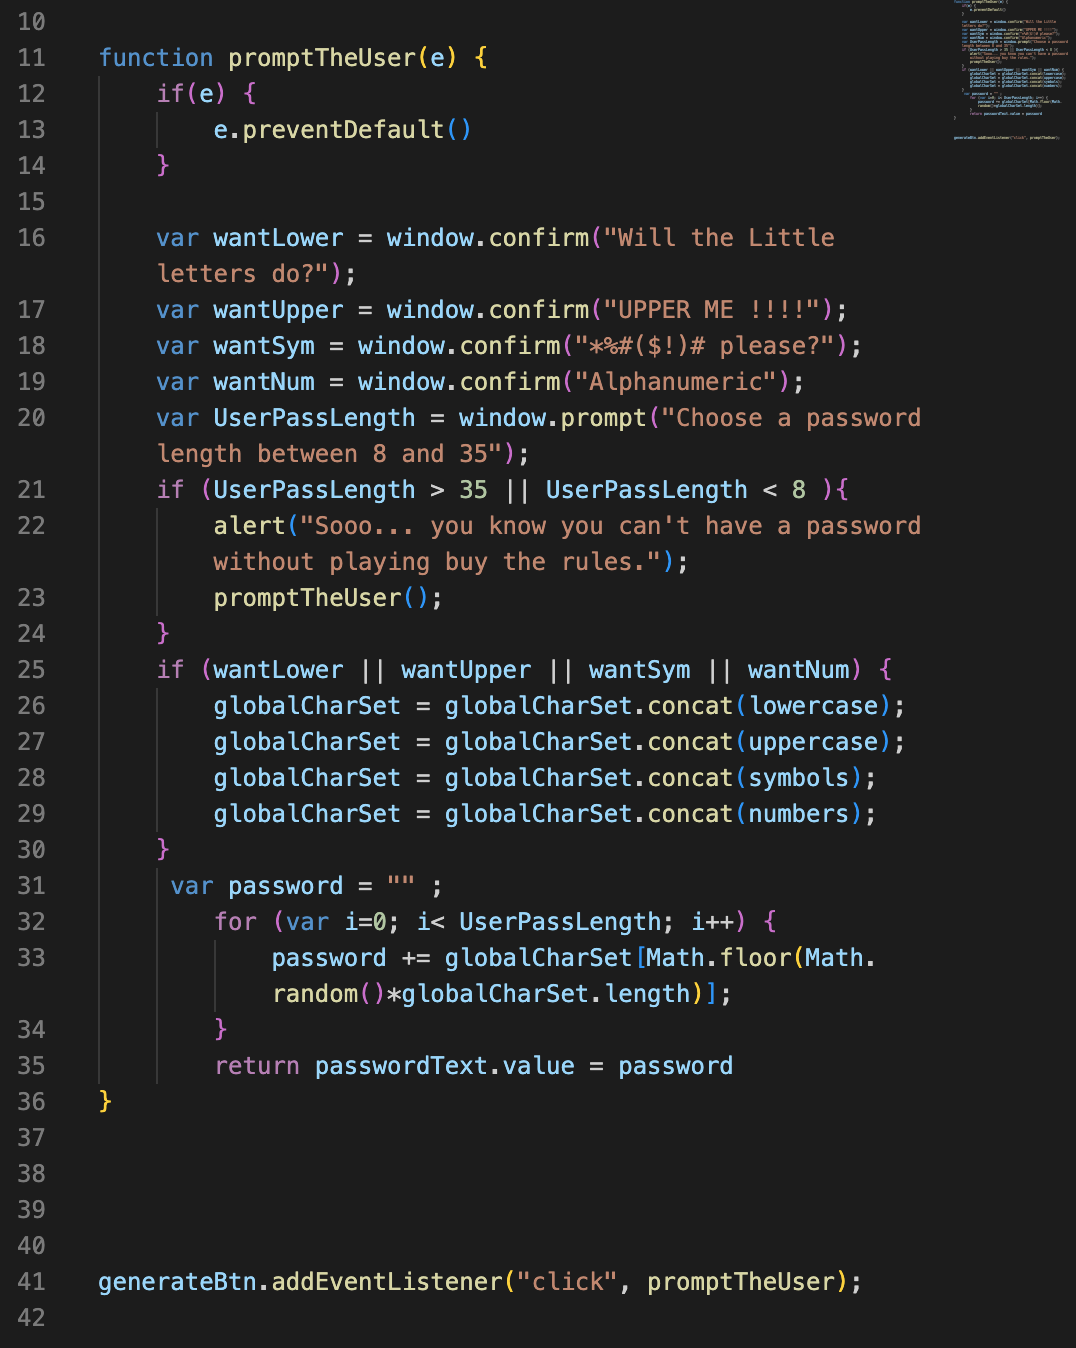 10
11 function promptTheUser(e) {
12 if(e) {
13 e.preventDefault()
14 }
15
16 var wantLower = window.confirm("Will the Little
letters do?");
17 var wantUpper = window.confirm("UPPER ME !!!!");
18 var wantSym = window.confirm("*%#($!)# please?");
19 var wantNum = window.confirm("Alphanumeric");
20 var UserPassLength = window.prompt("Choose a password
length between 8 and 35");
21 if (UserPassLength > 35 || UserPassLength < 8 ){
22 alert("Sooo... you know you can't have a password
without playing buy the rules.");
23 promptTheUser();
24 }
25 if (wantLower || wantUpper || wantSym || wantNum) {
26 globalCharSet = globalCharSet.concat(lowercase);
27 globalCharSet = globalCharSet.concat(uppercase);
28 globalCharSet = globalCharSet.concat(symbols);
29 globalCharSet = globalCharSet.concat(numbers);
30 }
31 var password = "" ;
32 for (var i=0; i< UserPassLength; i++) {
33 password += globalCharSet[Math.floor(Math.
random()*globalCharSet.length)];
34 }
35 return passwordText.value = password
36 }
37
38
39
40
41 generateBtn.addEventListener("click", promptTheUser);
42